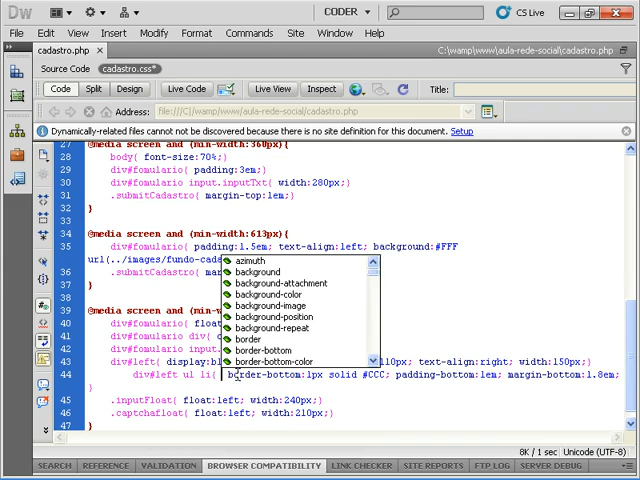 Dw
CODER
CS Live
File Edit View Insert Modify Format Commands Site Window Help
cadastro.php
C:\wamp\www\aula-rede-social\cadastro.php
Source Code cadastro.css*
Code Split Design Live Code Live View Inspect Title:
Address: file:///C|/wamp/www/aula-rede-social/cadastro.php
Dynamically-related files cannot not be discovered because there is no site definition for this document. Setup
27 @media screen and (min-width:360px){
28 body{ font-size:70%;}
29 div#fomulario{ padding:3em;}
30 div#fomulario input.inputTxt{ width:280px;}
31 .submitCadastro{ margin-top:1em;}
32 }
33
34 @media screen and (min-width:613px){
35 div#fomulario{ padding:1.5em; text-align:left; background:#FFF
url(../images/fundo-cada
36 .submitCadastro{ ma
37 }
38
39 @media screen and (min
40 div#fomulario{ float
41 div#fomulario div{
42 div#fomulario input.
43 div#left{ display:bl 110px; text-align:right; width:150px;}
44 div#left ul li{ border-bottom:1px solid #CCC; padding-bottom:1em; margin-bottom:1.8em;
}
45 .inputFloat{ float:left; width:240px;}
46 .captchafloat{ float:left; width:210px;}
47 }
azimuth
background
background-attachment
background-color
background-image
background-position
background-repeat
border
border-bottom
border-bottom-color
8K / 1 sec Unicode (UTF-8)
SEARCH REFERENCE VALIDATION BROWSER COMPATIBILITY LINK CHECKER SITE REPORTS FTP LOG SERVER DEBUG